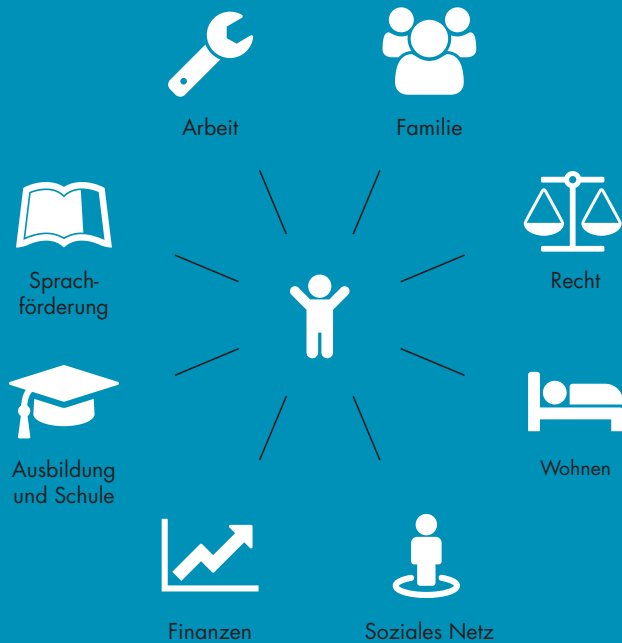 Arbeit
Familie
Sprach-
förderung
Recht
Ausbildung
und Schule
Wohnen
Finanzen
Soziales Netz